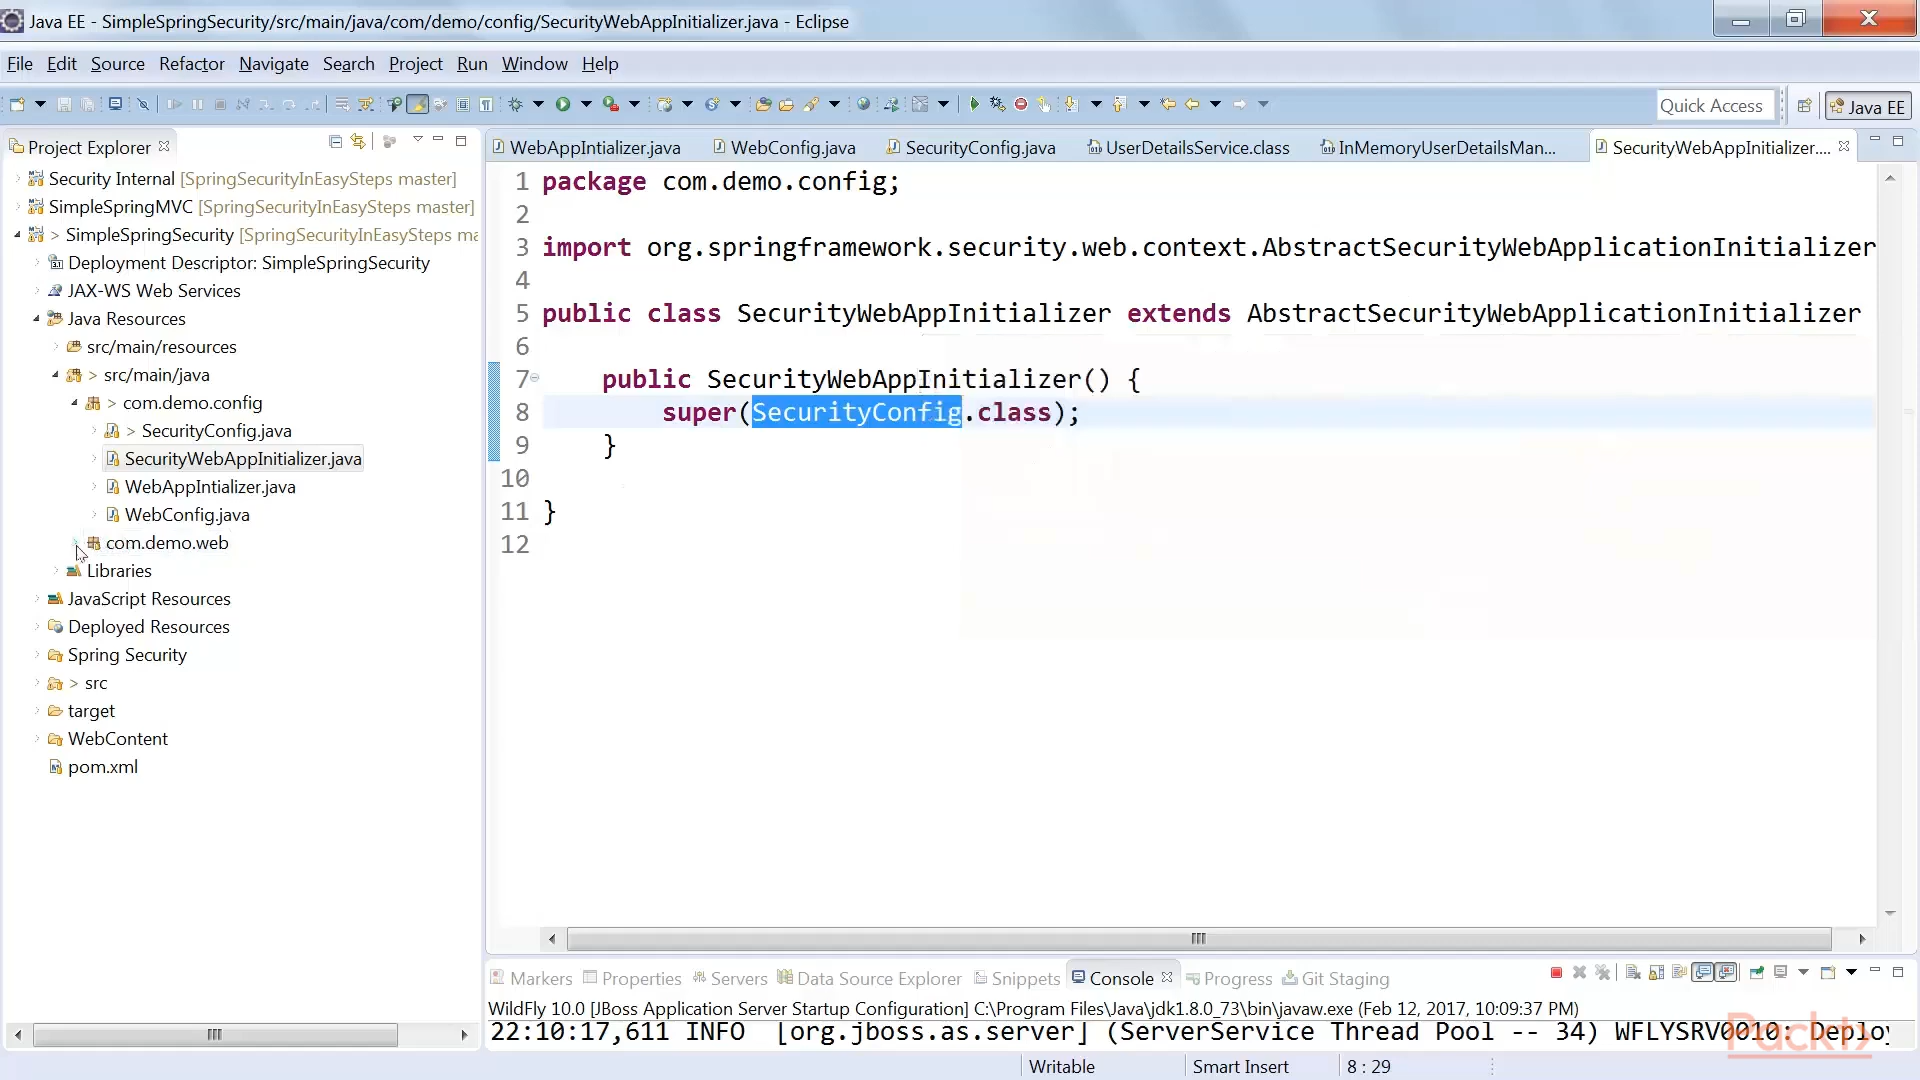 Java EE - SimpleSpringSecurity/src/main/java/com/demo/config/SecurityWebAppInitializer.java - Eclipse
File Edit Source Refactor Navigate Search Project Run Window Help
Quick Access
Java EE
Project Explorer
Security Internal [SpringSecurityInEasySteps master]
SimpleSpringMVC [SpringSecurityInEasySteps master]
> SimpleSpringSecurity [SpringSecurityInEasySteps ma
Deployment Descriptor: SimpleSpringSecurity
JAX-WS Web Services
Java Resources
src/main/resources
> src/main/java
> com.demo.config
> SecurityConfig.java
SecurityWebAppInitializer.java
WebAppIntializer.java
WebConfig.java
com.demo.web
Libraries
JavaScript Resources
Deployed Resources
Spring Security
> src
target
WebContent
pom.xml
WebAppIntializer.java WebConfig.java SecurityConfig.java UserDetailsService.class InMemoryUserDetailsMan... SecurityWebAppInitializer....
1 package com.demo.config;
2
3 import org.springframework.security.web.context.AbstractSecurityWebApplicationInitializer
4
5 public class SecurityWebAppInitializer extends AbstractSecurityWebApplicationInitializer
6
7 public SecurityWebAppInitializer() {
8 super(SecurityConfig.class);
9 }
10
11 }
12
Markers Properties Servers Data Source Explorer Snippets Console Progress Git Staging
WildFly 10.0 [JBoss Application Server Startup Configuration] C:\Program Files\Java\jdk1.8.0_73\bin\javaw.exe (Feb 12, 2017, 10:09:37 PM)
22:10:17,611 INFO [org.jboss.as.server] (ServerService Thread Pool -- 34) WFLYSRV0010: Deploy
Packt>
Writable Smart Insert 8 : 29